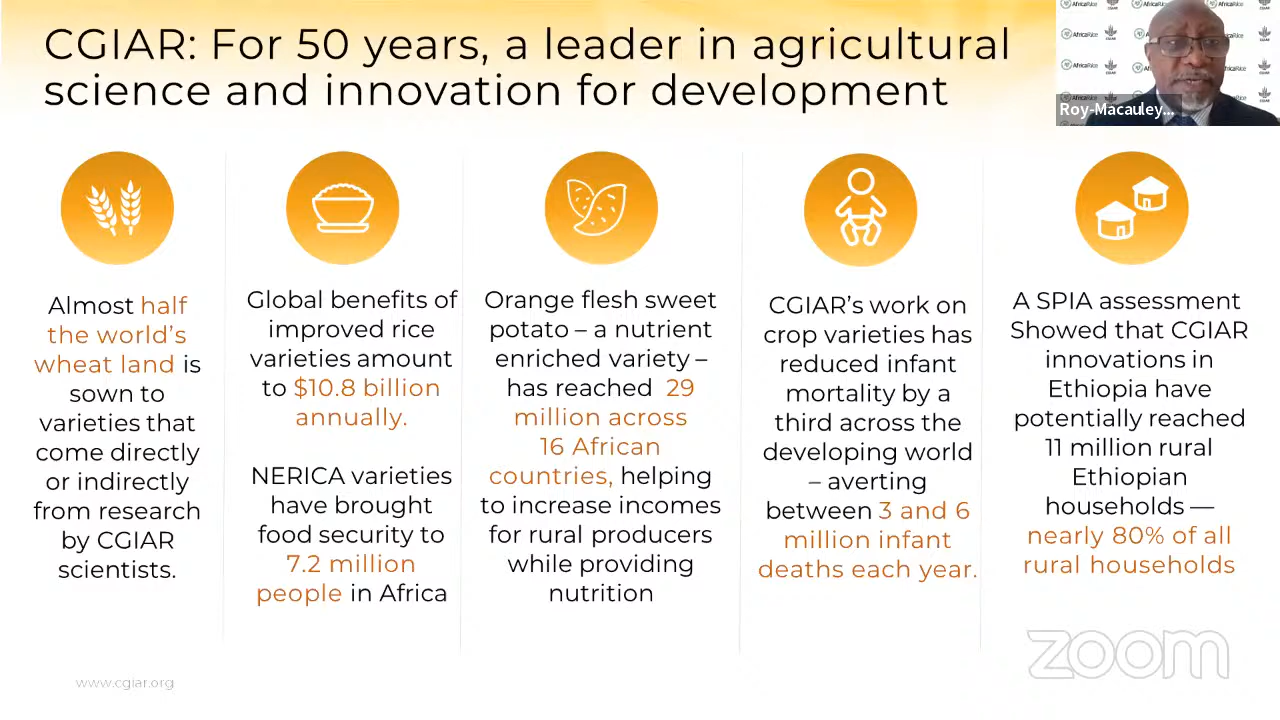 CGIAR: For 50 years, a leader in agricultural
science and innovation for development
AfricaRice
CGIAR
Roy-Macauley...
Almost half
the world's
wheat land is
sown to
varieties that
come directly
or indirectly
from research
by CGIAR
scientists.
Global benefits of
improved rice
varieties amount
to $10.8 billion
annually.
NERICA varieties
have brought
food security to
7.2 million
people in Africa
Orange flesh sweet
potato – a nutrient
enriched variety –
has reached 29
million across
16 African
countries, helping
to increase incomes
for rural producers
while providing
nutrition
CGIAR's work on
crop varieties has
reduced infant
mortality by a
third across the
developing world
– averting
between 3 and 6
million infant
deaths each year.
A SPIA assessment
Showed that CGIAR
innovations in
Ethiopia have
potentially reached
11 million rural
Ethiopian
households —
nearly 80% of all
rural households
www.cgiar.org
zoom